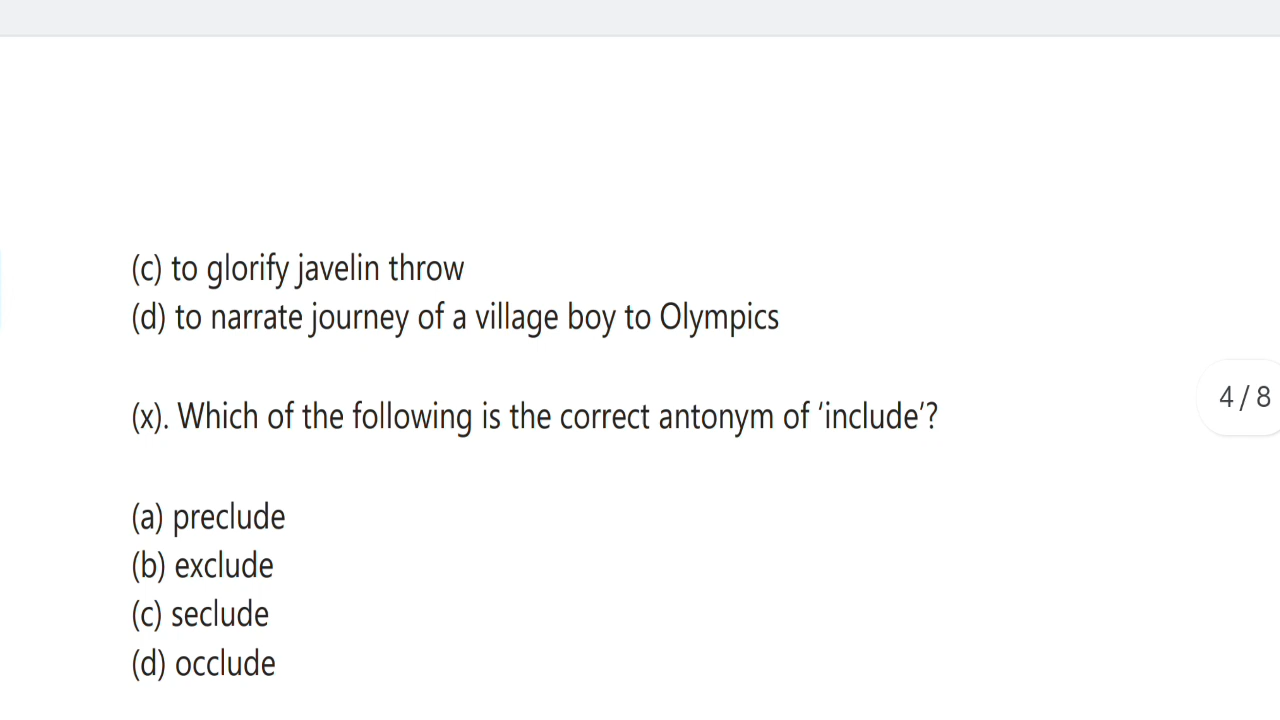 (c) to glorify javelin throw
(d) to narrate journey of a village boy to Olympics
(x). Which of the following is the correct antonym of ‘include’?
4 / 8
(a) preclude
(b) exclude
(c) seclude
(d) occlude